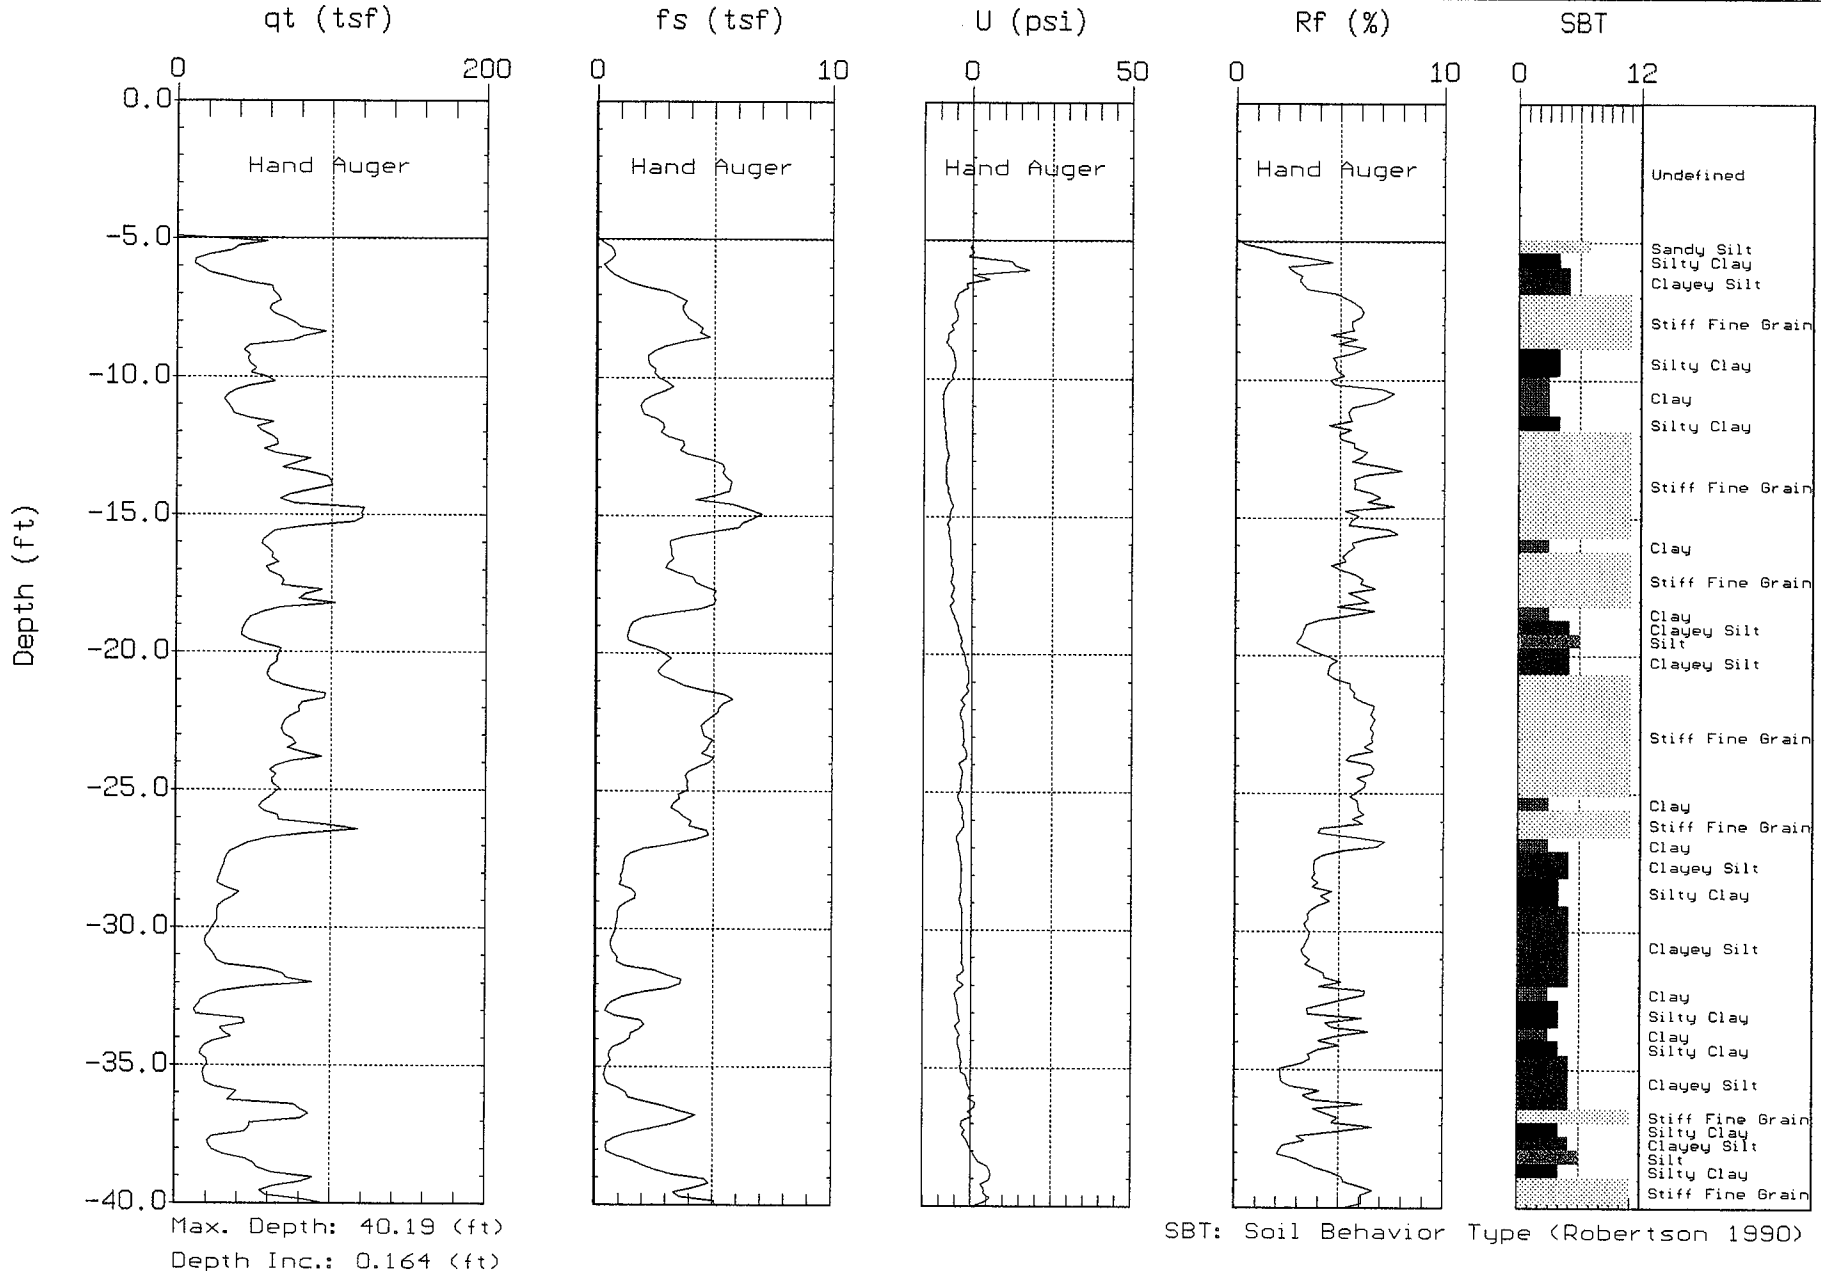 qt (tsf)
fs (tsf)
U (psi)
Rf (%)
SBT
0 200
0 10
0 50
0 10
0 12
0.0
-5.0
-10.0
-15.0
-20.0
-25.0
-30.0
-35.0
-40.0
Depth (ft)
Hand Auger
Hand Auger
Hand Auger
Hand Auger
Undefined
Sandy Silt
Silty Clay
Clayey Silt
Stiff Fine Grain
Silty Clay
Clay
Silty Clay
Stiff Fine Grain
Clay
Stiff Fine Grain
Clay
Clayey Silt
Silt
Clayey Silt
Stiff Fine Grain
Clay
Stiff Fine Grain
Clay
Clayey Silt
Silty Clay
Clayey Silt
Clay
Silty Clay
Clay
Silty Clay
Clayey Silt
Stiff Fine Grain
Silty Clay
Clayey Silt
Silt
Silty Clay
Stiff Fine Grain
Max. Depth: 40.19 (ft)
Depth Inc.: 0.164 (ft)
SBT: Soil Behavior Type (Robertson 1990)